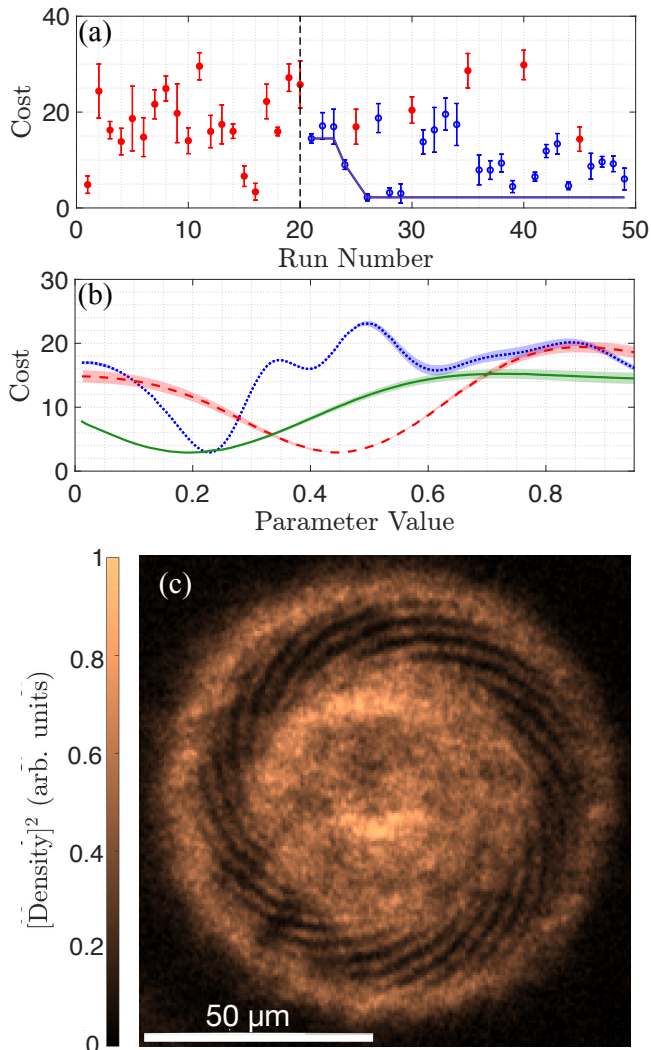 (a)
40
20
0
Cost
0 10 20 30 40 50
Run Number
(b)
30
20
10
0
Cost
0 0.2 0.4 0.6 0.8
Parameter Value
(c)
1
0.8
0.6
0.4
0.2
0
[Density]² (arb. units)
50 µm